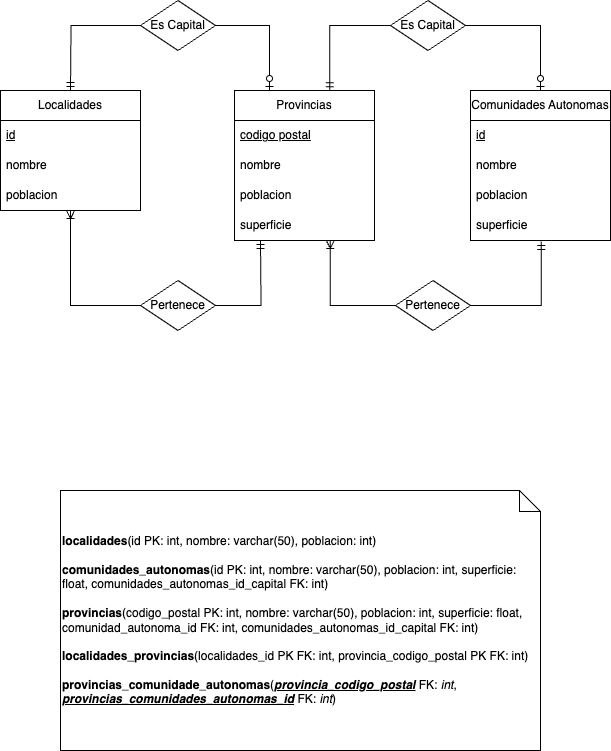 Es Capital
Es Capital
Localidades
id
nombre
poblacion
Provincias
codigo postal
nombre
poblacion
superficie
Comunidades Autonomas
id
nombre
poblacion
superficie
Pertenece
Pertenece
localidades(id PK: int, nombre: varchar(50), poblacion: int)
comunidades_autonomas(id PK: int, nombre: varchar(50), poblacion: int, superficie:
float, comunidades_autonomas_id_capital FK: int)
provincias(codigo_postal PK: int, nombre: varchar(50), poblacion: int, superficie: float,
comunidad_autonoma_id FK: int, comunidades_autonomas_id_capital FK: int)
localidades_provincias(localidades_id PK FK: int, provincia_codigo_postal PK FK: int)
provincias_comunidade_autonomas(provincia_codigo_postal FK: int,
provincias_comunidades_autonomas_id FK: int)